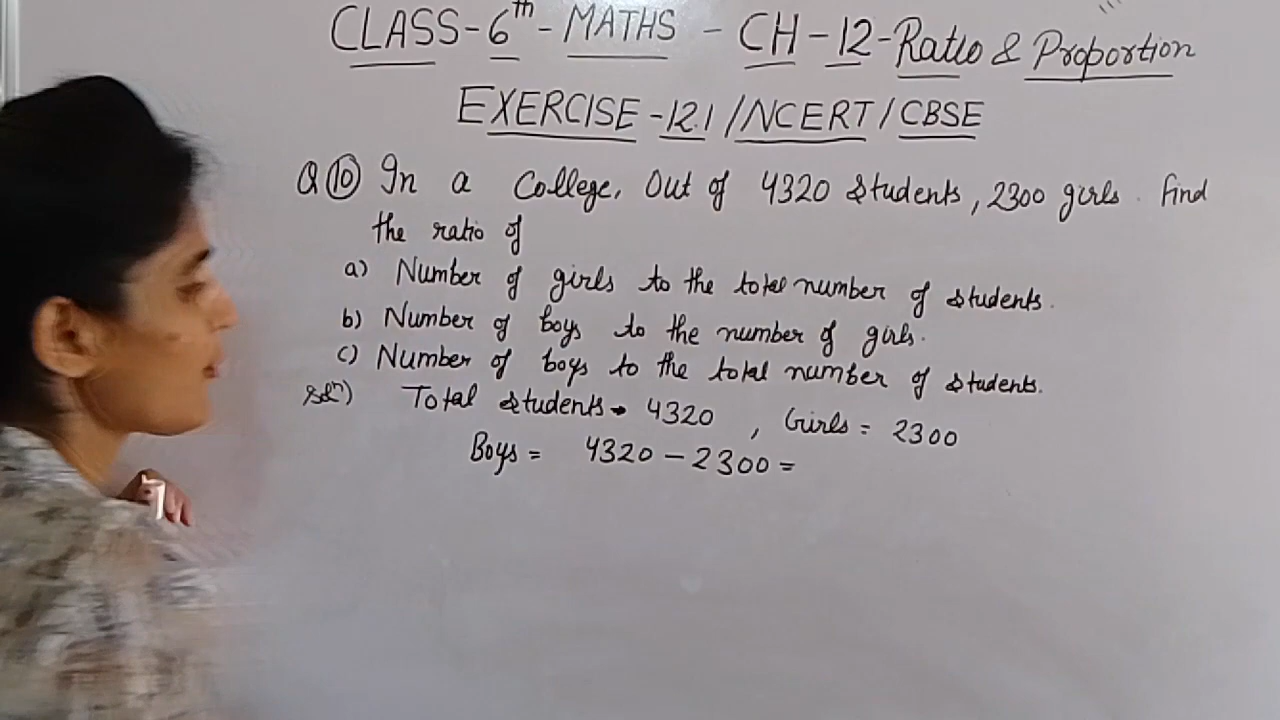 CLASS-6th-MATHS - CH-12-Ratio & Proportion
EXERCISE-12.1/NCERT/CBSE
Q⑩ In a College, Out of 4320 Students, 2300 girls. Find
the ratio of
a) Number of girls to the total number of students.
b) Number of boys to the number of girls.
c) Number of boys to the total number of students.
Soln) Total students - 4320 , Girls = 2300
Boys = 4320 - 2300 =